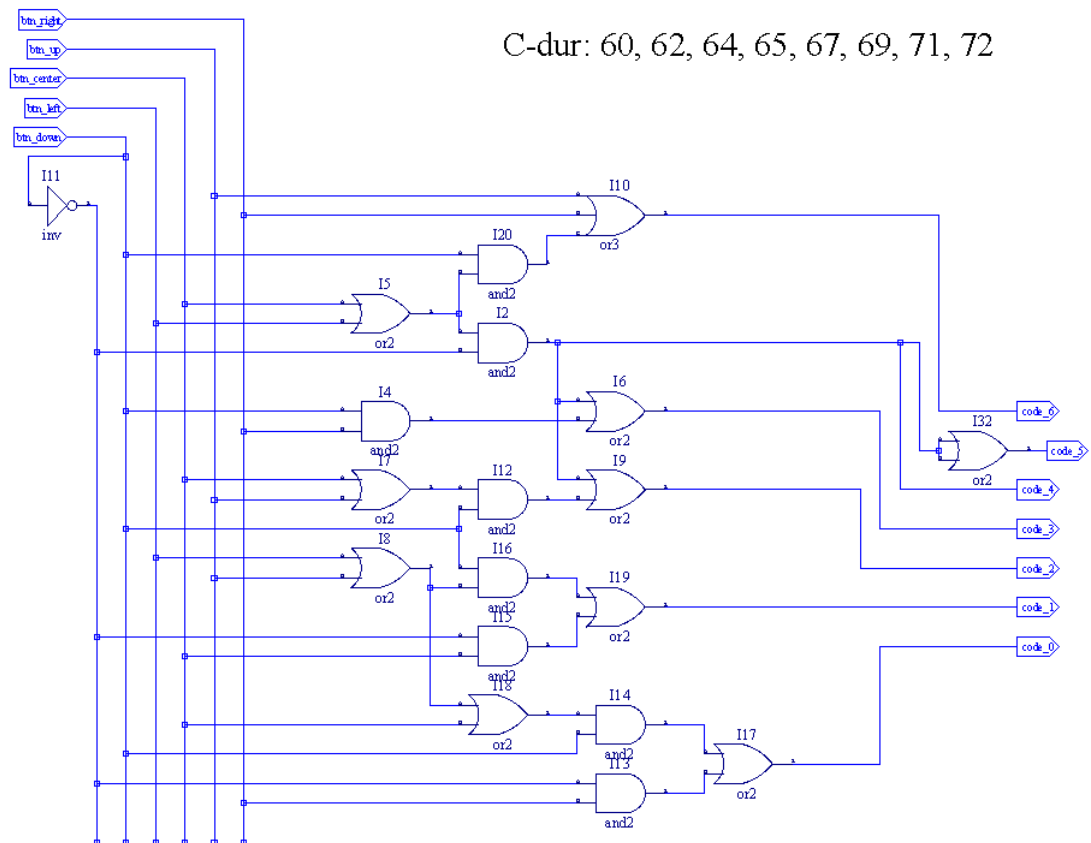 btn_right
C-dur: 60, 62, 64, 65, 67, 69, 71, 72
btn_up
btn_center
btn_left
btn_down
I11
inv
I10
or3
I20
and2
I5
or2
I2
and2
I4
and2
I6
or2
code_6
I32
or2
code_5
I7
or2
I12
and2
I9
or2
code_4
code_3
I8
or2
I16
and2
I19
or2
code_2
code_1
I15
and2
code_0
I18
or2
I14
and2
I17
or2
I13
and2